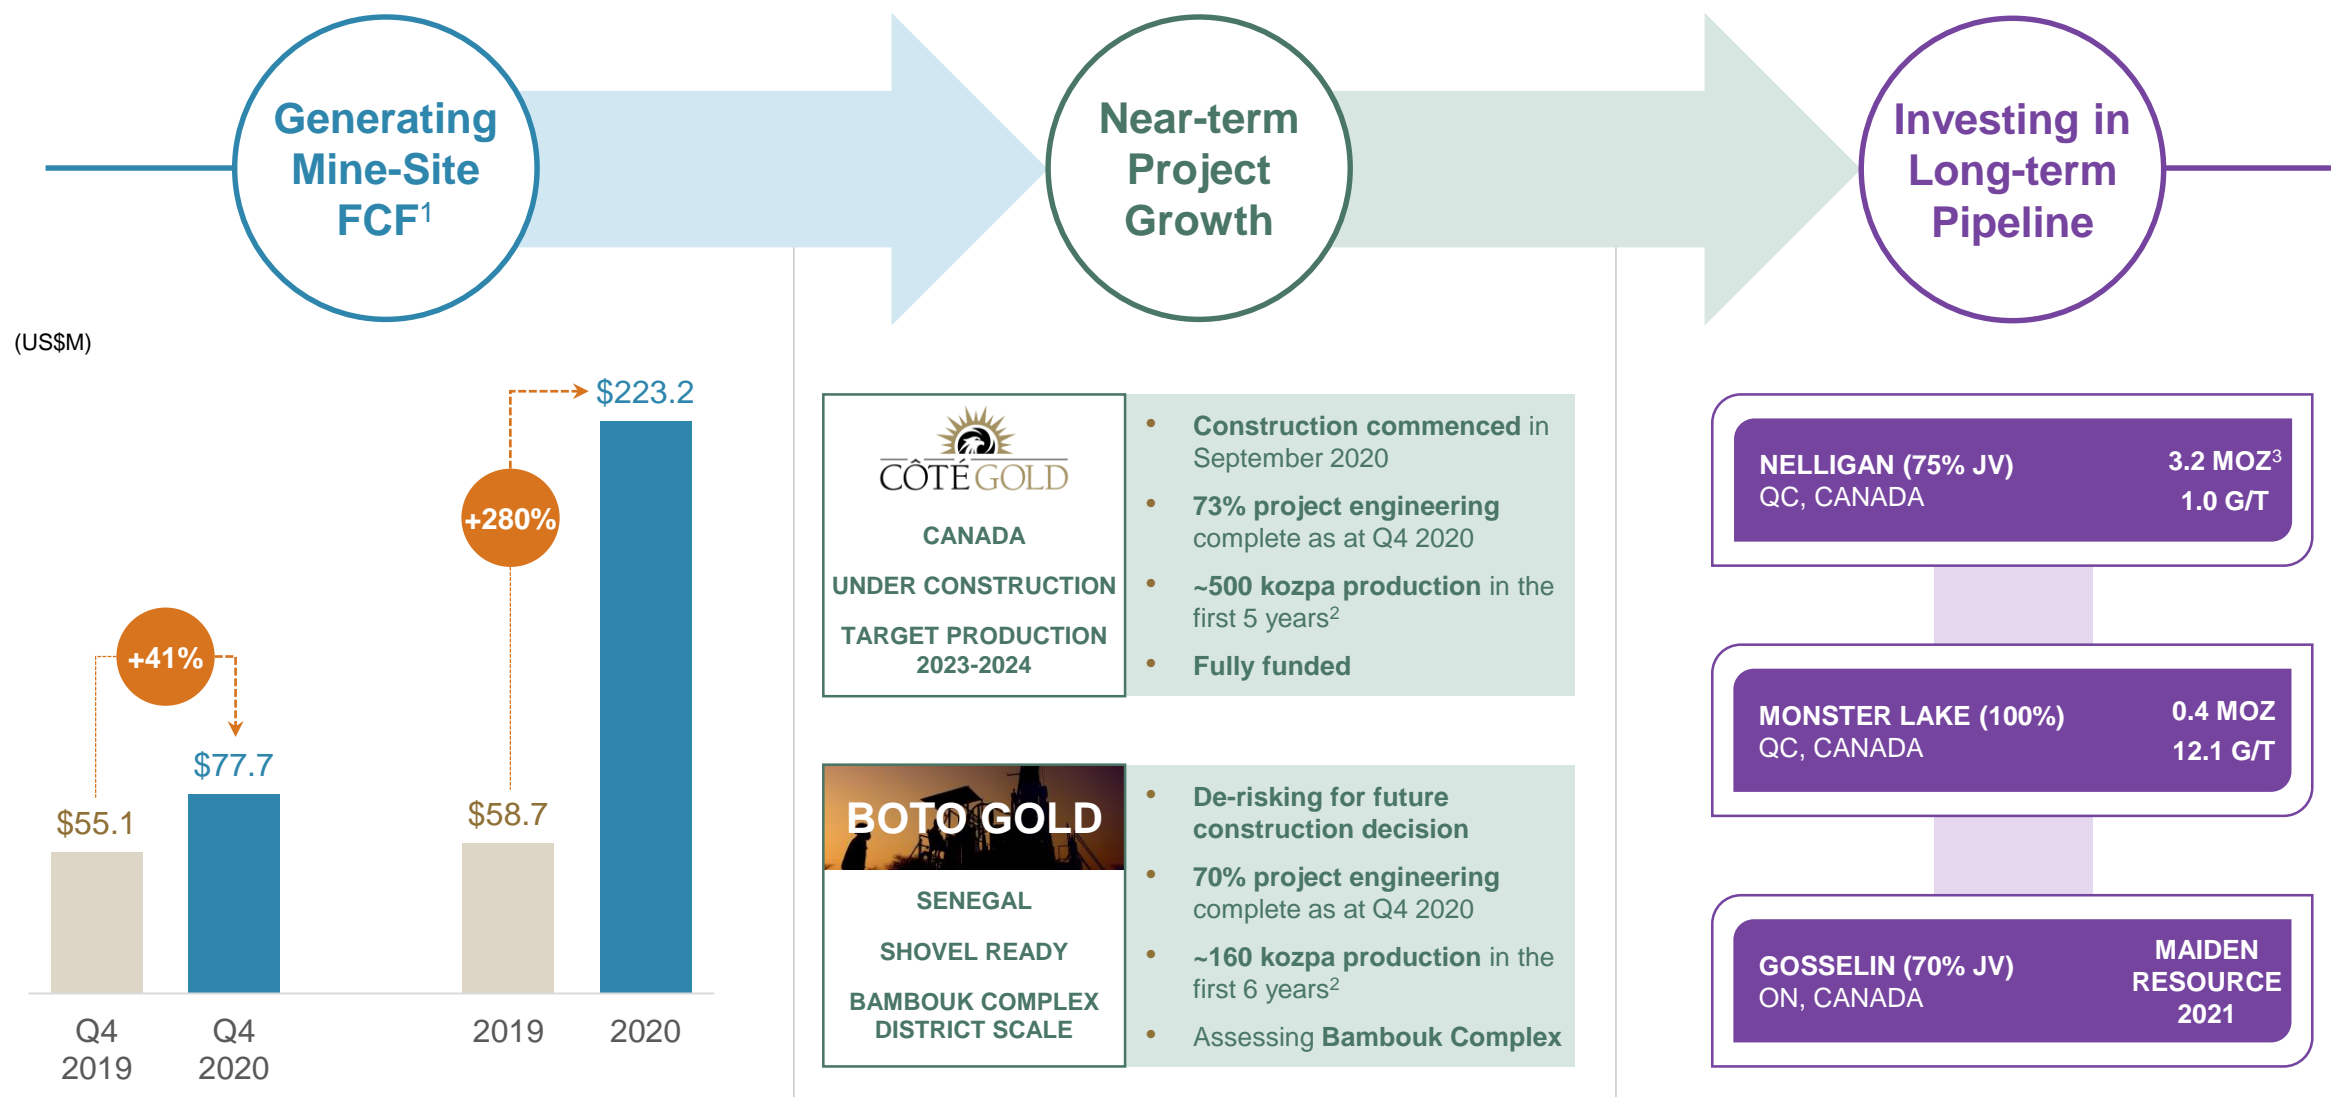 Generating
Mine-Site
FCF1
Near-term
Project
Growth
Investing in
Long-term
Pipeline
(US$M)
$55.1
+41%
$77.7
$58.7
+280%
$223.2
Q4
2019
Q4
2020
2019
2020
CÔTÉ GOLD
CANADA
UNDER CONSTRUCTION
TARGET PRODUCTION
2023-2024
• Construction commenced in
September 2020
• 73% project engineering
complete as at Q4 2020
• ~500 kozpa production in the
first 5 years2
• Fully funded
BOTO GOLD
SENEGAL
SHOVEL READY
BAMBOUK COMPLEX
DISTRICT SCALE
• De-risking for future
construction decision
• 70% project engineering
complete as at Q4 2020
• ~160 kozpa production in the
first 6 years2
• Assessing Bambouk Complex
NELLIGAN (75% JV)
QC, CANADA
3.2 MOZ3
1.0 G/T
MONSTER LAKE (100%)
QC, CANADA
0.4 MOZ
12.1 G/T
GOSSELIN (70% JV)
ON, CANADA
MAIDEN
RESOURCE
2021